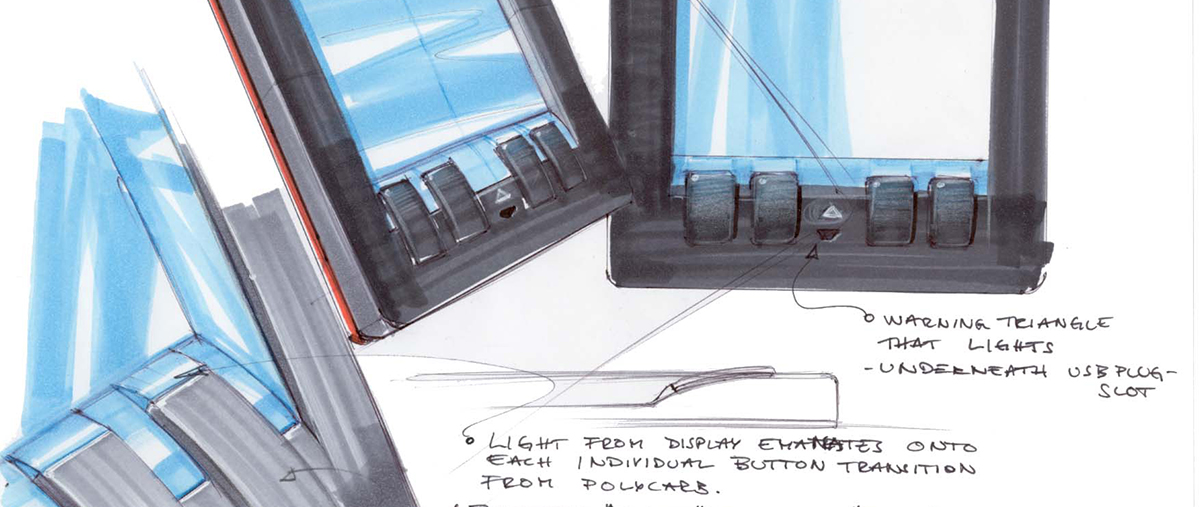 WARNING TRIANGLE
THAT LIGHTS
- UNDERNEATH USB PLUG-
SLOT
LIGHT FROM DISPLAY EMANATES ONTO
EACH INDIVIDUAL BUTTON TRANSITION
FROM POLYCARB.